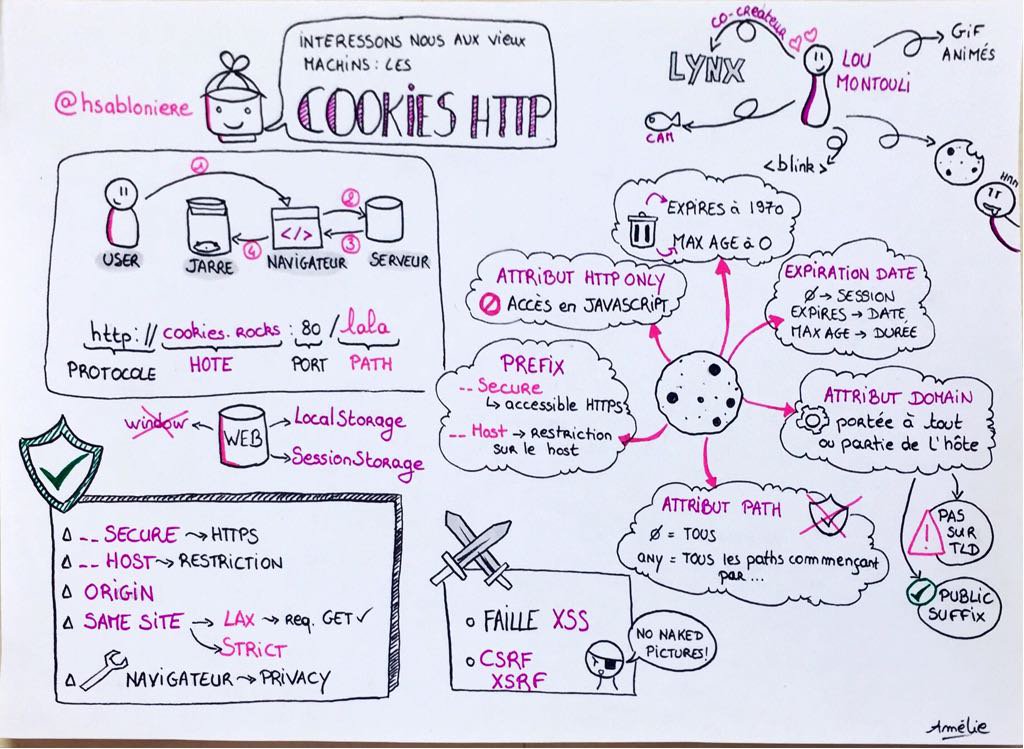 INTERESSONS NOUS AUX VIEUX
MACHINS : LES
COOKIES HTTP
@hsabloniere
CO-CREATEUR
LYNX
LOU
MONTOULI
GIF
ANIMÉS
CAM
<blink>
①
②
③
④
USER
JARRE
NAVIGATEUR
</>
SERVEUR
http:// cookies.rocks : 80 / lala
PROTOCOLE
HOTE
PORT
PATH
EXPIRES à 1970
MAX AGE à 0
ATTRIBUT HTTP ONLY
ACCÈS en JAVASCRIPT
EXPIRATION DATE
Ø → SESSION
EXPIRES → DATE
MAX AGE → DURÉE
PREFIX
-- SECURE
↳ accessible HTTPS
-- Host → RESTRICTION
SUR le host
ATTRIBUT DOMAIN
portée à tout
ou partie de l'hôte
PAS
SUR
TLD
PUBLIC
SUFFIX
ATTRIBUT PATH
Ø = TOUS
any = TOUS les paths commençant
par ...
window
WEB
LocalStorage
SessionStorage
-- SECURE → HTTPS
-- HOST → RESTRICTION
ORIGIN
SAME SITE → LAX → REQ. GET ✓
→ STRICT
NAVIGATEUR → PRIVACY
FAILLE XSS
CSRF
XSRF
NO NAKED
PICTURES!
Amélie